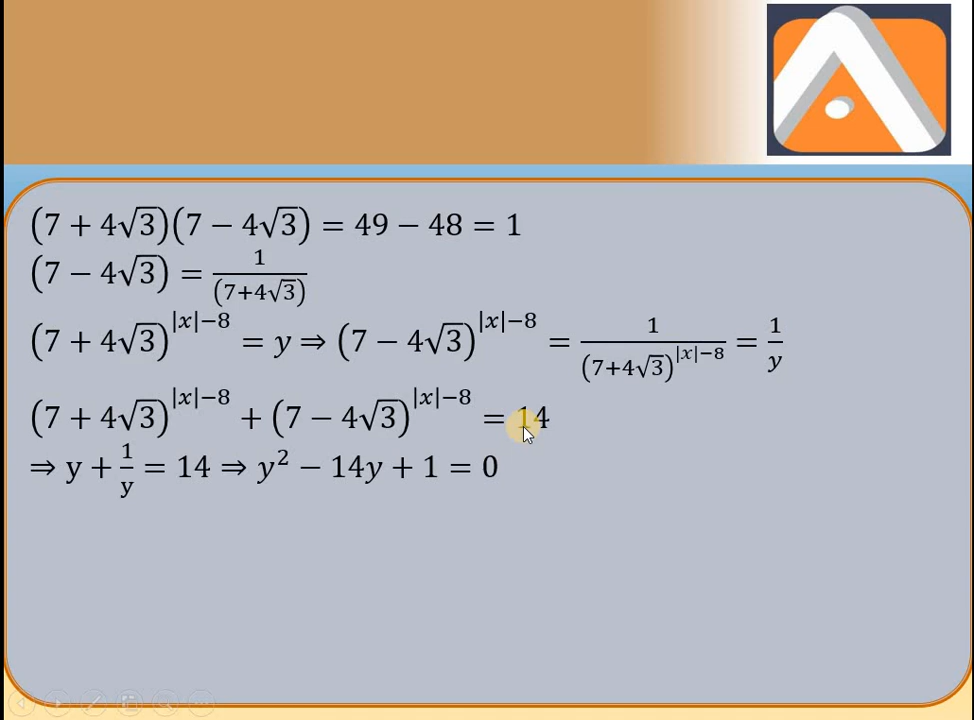 (7 + 4√3)(7 − 4√3) = 49 − 48 = 1
(7 − 4√3) = 1/(7+4√3)
(7 + 4√3)^{|x|−8} = y ⇒ (7 − 4√3)^{|x|−8} = 1/(7+4√3)^{|x|−8} = 1/y
(7 + 4√3)^{|x|−8} + (7 − 4√3)^{|x|−8} = 14
⇒ y + 1/y = 14 ⇒ y² − 14y + 1 = 0